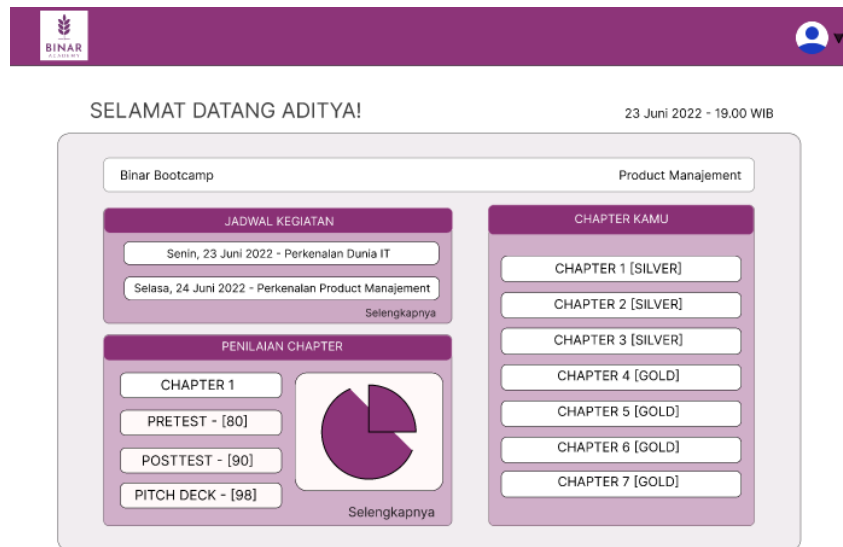 BINAR
ACADEMY
SELAMAT DATANG ADITYA!
23 Juni 2022 - 19.00 WIB
Binar Bootcamp
Product Manajement
JADWAL KEGIATAN
Senin, 23 Juni 2022 - Perkenalan Dunia IT
Selasa, 24 Juni 2022 - Perkenalan Product Manajement
Selengkapnya
PENILAIAN CHAPTER
CHAPTER 1
PRETEST - [80]
POSTTEST - [90]
PITCH DECK - [98]
Selengkapnya
CHAPTER KAMU
CHAPTER 1 [SILVER]
CHAPTER 2 [SILVER]
CHAPTER 3 [SILVER]
CHAPTER 4 [GOLD]
CHAPTER 5 [GOLD]
CHAPTER 6 [GOLD]
CHAPTER 7 [GOLD]